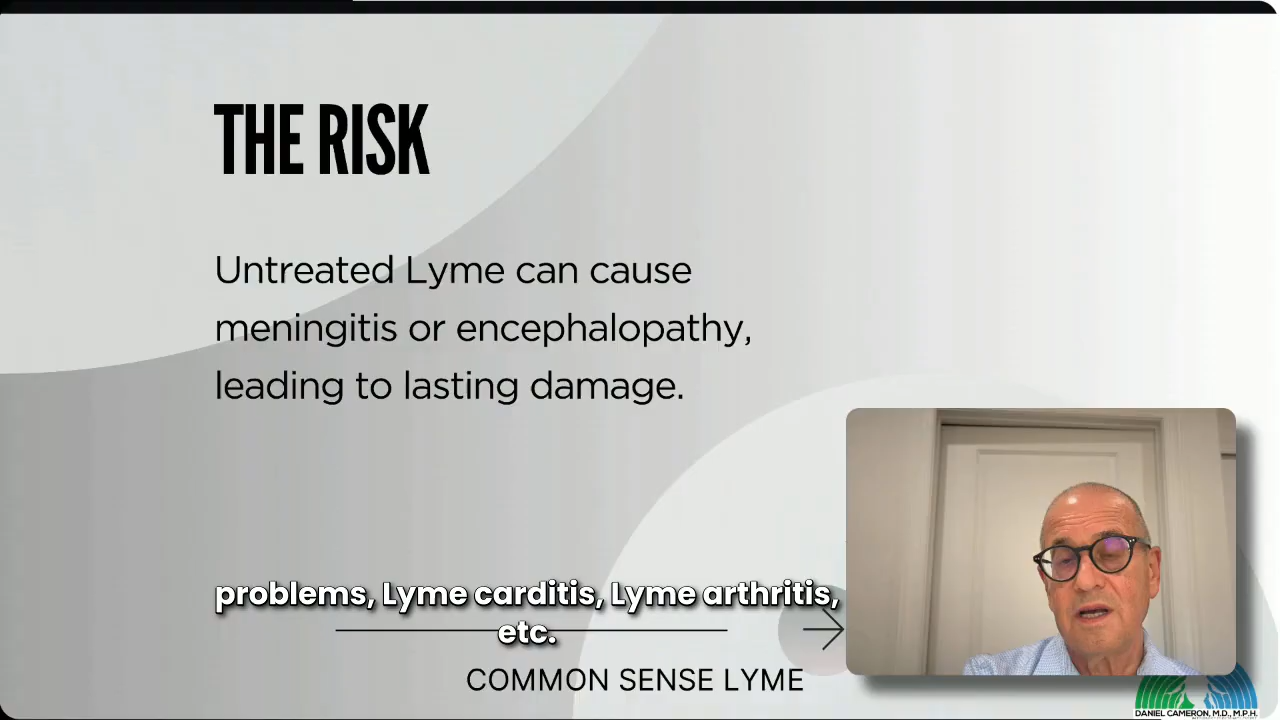 THE RISK
Untreated Lyme can cause
meningitis or encephalopathy,
leading to lasting damage.
problems, Lyme carditis, Lyme arthritis,
etc.
COMMON SENSE LYME
DANIEL CAMERON, M.D., M.P.H.